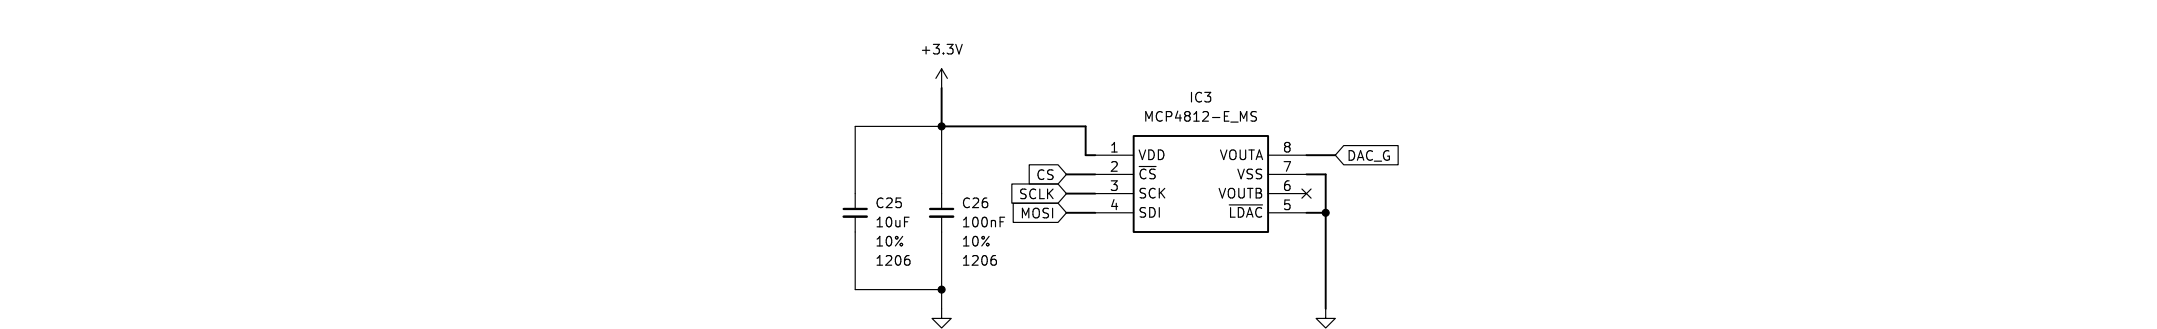 +3.3V
IC3
MCP4812-E_MS
1
VDD
VOUTA
8
DAC_G
CS
2
CS
VSS
7
SCLK
3
SCK
VOUTB
6
MOSI
4
SDI
LDAC
5
C25
10uF
10%
1206
C26
100nF
10%
1206